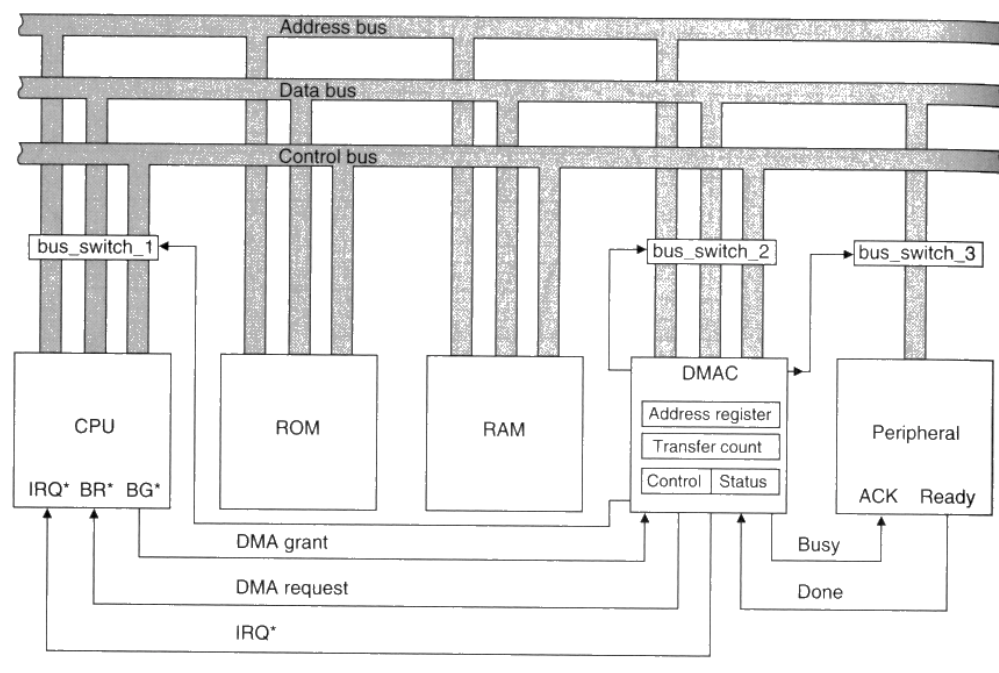 Address bus
Data bus
Control bus
bus_switch_1
bus_switch_2
bus_switch_3
CPU
IRQ* BR* BG*
ROM
RAM
DMAC
Address register
Transfer count
Control Status
Peripheral
ACK Ready
DMA grant
DMA request
IRQ*
Busy
Done